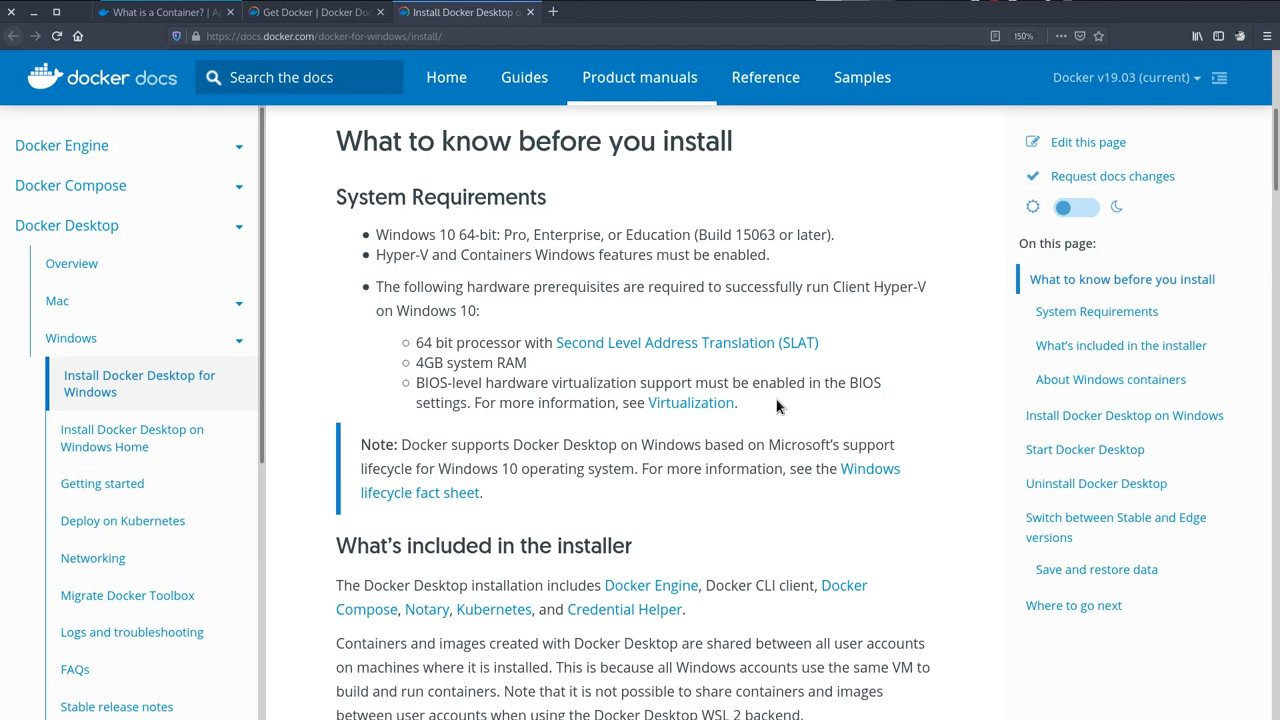 What is a Container? | A
Get Docker | Docker Doc
Install Docker Desktop o
https://docs.docker.com/docker-for-windows/install/
150%
docker docs
Search the docs
Home
Guides
Product manuals
Reference
Samples
Docker v19.03 (current)
Docker Engine
Docker Compose
Docker Desktop
Overview
Mac
Windows
Install Docker Desktop for
Windows
Install Docker Desktop on
Windows Home
Getting started
Deploy on Kubernetes
Networking
Migrate Docker Toolbox
Logs and troubleshooting
FAQs
Stable release notes
What to know before you install
System Requirements
Windows 10 64-bit: Pro, Enterprise, or Education (Build 15063 or later).
Hyper-V and Containers Windows features must be enabled.
The following hardware prerequisites are required to successfully run Client Hyper-V
on Windows 10:
64 bit processor with Second Level Address Translation (SLAT)
4GB system RAM
BIOS-level hardware virtualization support must be enabled in the BIOS
settings. For more information, see Virtualization.
Note: Docker supports Docker Desktop on Windows based on Microsoft's support
lifecycle for Windows 10 operating system. For more information, see the Windows
lifecycle fact sheet.
What's included in the installer
The Docker Desktop installation includes Docker Engine, Docker CLI client, Docker
Compose, Notary, Kubernetes, and Credential Helper.
Containers and images created with Docker Desktop are shared between all user accounts
on machines where it is installed. This is because all Windows accounts use the same VM to
build and run containers. Note that it is not possible to share containers and images
between user accounts when using the Docker Desktop WSL 2 backend.
Edit this page
Request docs changes
On this page:
What to know before you install
System Requirements
What's included in the installer
About Windows containers
Install Docker Desktop on Windows
Start Docker Desktop
Uninstall Docker Desktop
Switch between Stable and Edge
versions
Save and restore data
Where to go next